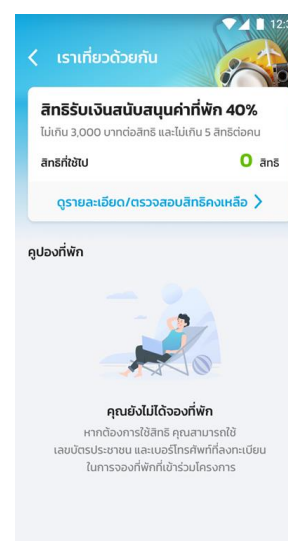 12:3
เราเที่ยวด้วยกัน
สิทธิรับเงินสนับสนุนค่าที่พัก 40%
ไม่เกิน 3,000 บาทต่อสิทธิ และไม่เกิน 5 สิทธิต่อคน
สิทธิที่ใช้ไป 0 สิทธิ
ดูรายละเอียด/ตรวจสอบสิทธิคงเหลือ
คูปองที่พัก
คุณยังไม่ได้จองที่พัก
หากต้องการใช้สิทธิ คุณสามารถใช้
เลขบัตรประชาชน และเบอร์โทรศัพท์ที่ลงทะเบียน
ในการจองที่พักที่เข้าร่วมโครงการ